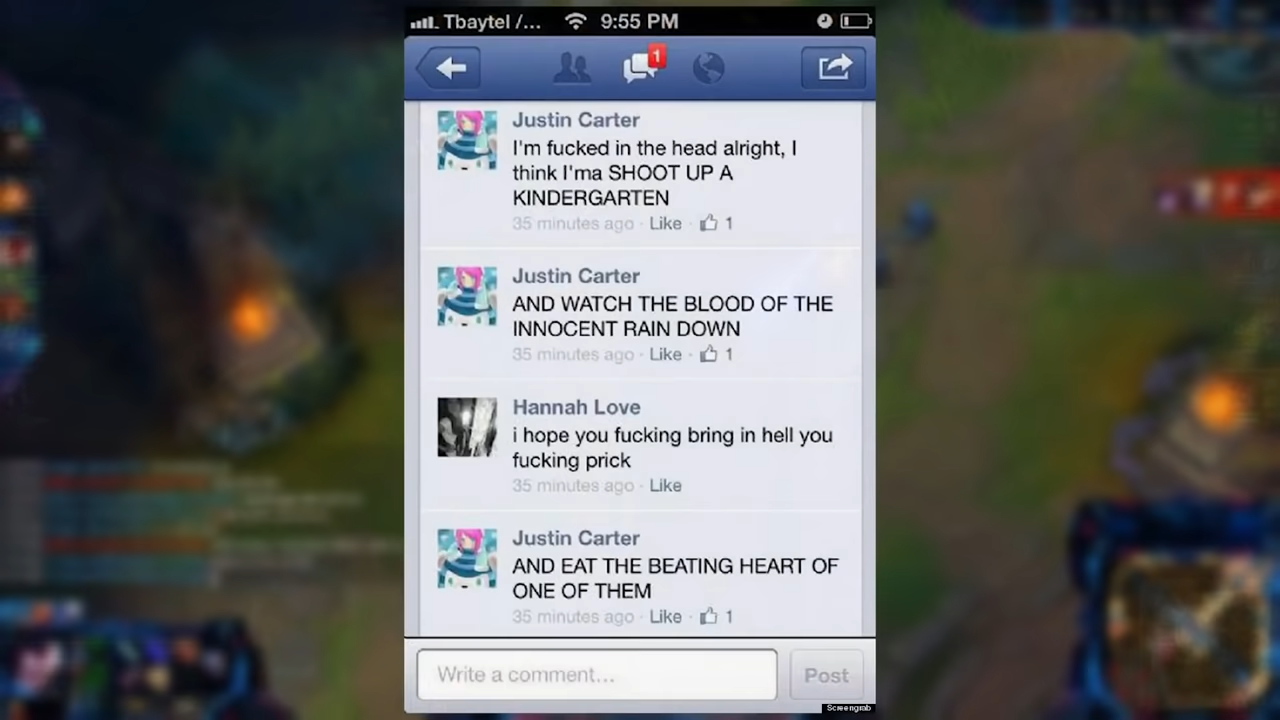 Tbaytel /... 9:55 PM
1
Justin Carter
I'm fucked in the head alright, I
think I'ma SHOOT UP A
KINDERGARTEN
35 minutes ago · Like · 1
Justin Carter
AND WATCH THE BLOOD OF THE
INNOCENT RAIN DOWN
35 minutes ago · Like · 1
Hannah Love
i hope you fucking bring in hell you
fucking prick
35 minutes ago · Like
Justin Carter
AND EAT THE BEATING HEART OF
ONE OF THEM
35 minutes ago · Like · 1
Write a comment...
Post
Screengrab